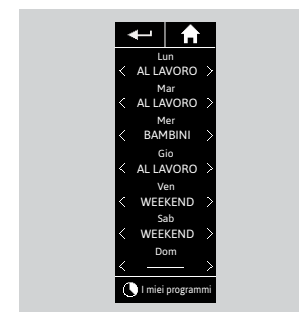 Lun
AL LAVORO
Mar
AL LAVORO
Mer
BAMBINI
Gio
AL LAVORO
Ven
WEEKEND
Sab
WEEKEND
Dom
I miei programmi